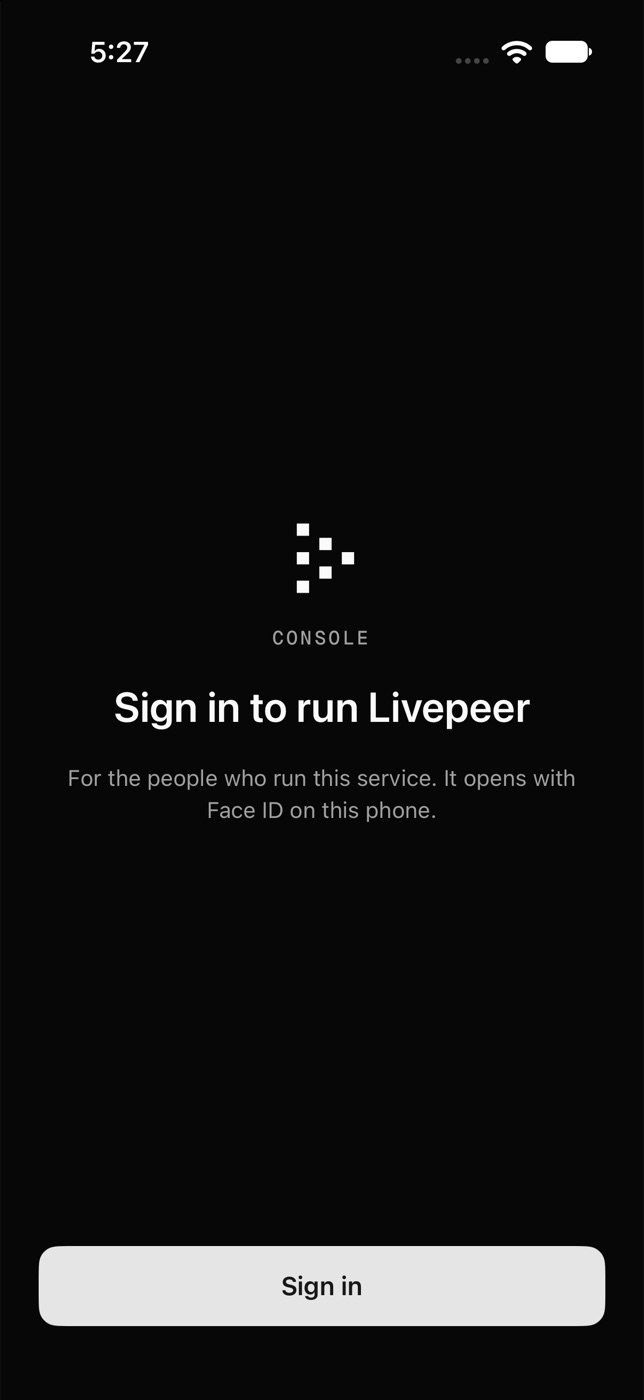 5:27
CONSOLE
Sign in to run Livepeer
For the people who run this service. It opens with
Face ID on this phone.
Sign in